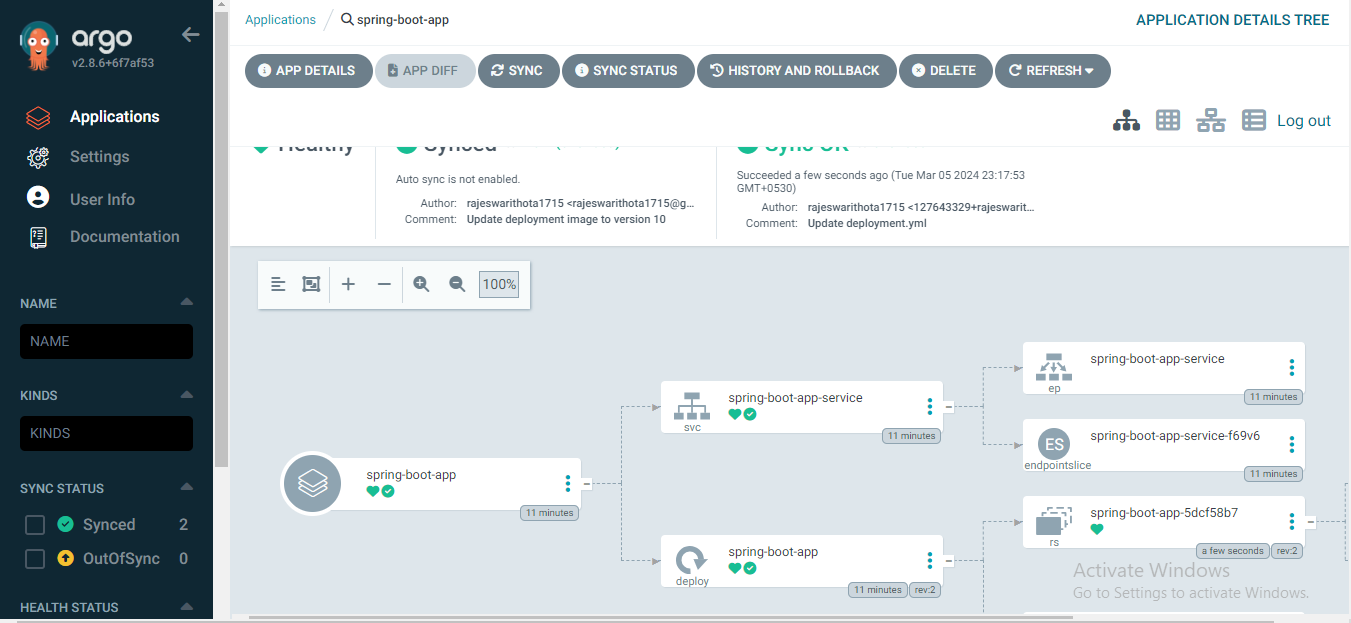 argo
v2.8.6+6f7af53
Applications
Settings
User Info
Documentation
NAME
NAME
KINDS
KINDS
SYNC STATUS
Synced 2
OutOfSync 0
HEALTH STATUS
Applications / spring-boot-app
APPLICATION DETAILS TREE
APP DETAILS APP DIFF SYNC SYNC STATUS HISTORY AND ROLLBACK DELETE REFRESH
Log out
Healthy Synced Sync OK
Auto sync is not enabled.
Author: rajeswarithota1715 <rajeswarithota1715@g...
Comment: Update deployment image to version 10
Succeeded a few seconds ago (Tue Mar 05 2024 23:17:53
GMT+0530)
Author: rajeswarithota1715 <127643329+rajeswarit...
Comment: Update deployment.yml
100%
spring-boot-app
11 minutes
spring-boot-app-service
svc
11 minutes
spring-boot-app
deploy
11 minutes rev:2
spring-boot-app-service
ep
11 minutes
ES
spring-boot-app-service-f69v6
endpointslice
11 minutes
spring-boot-app-5dcf58b7
rs
a few seconds rev:2
Activate Windows
Go to Settings to activate Windows.